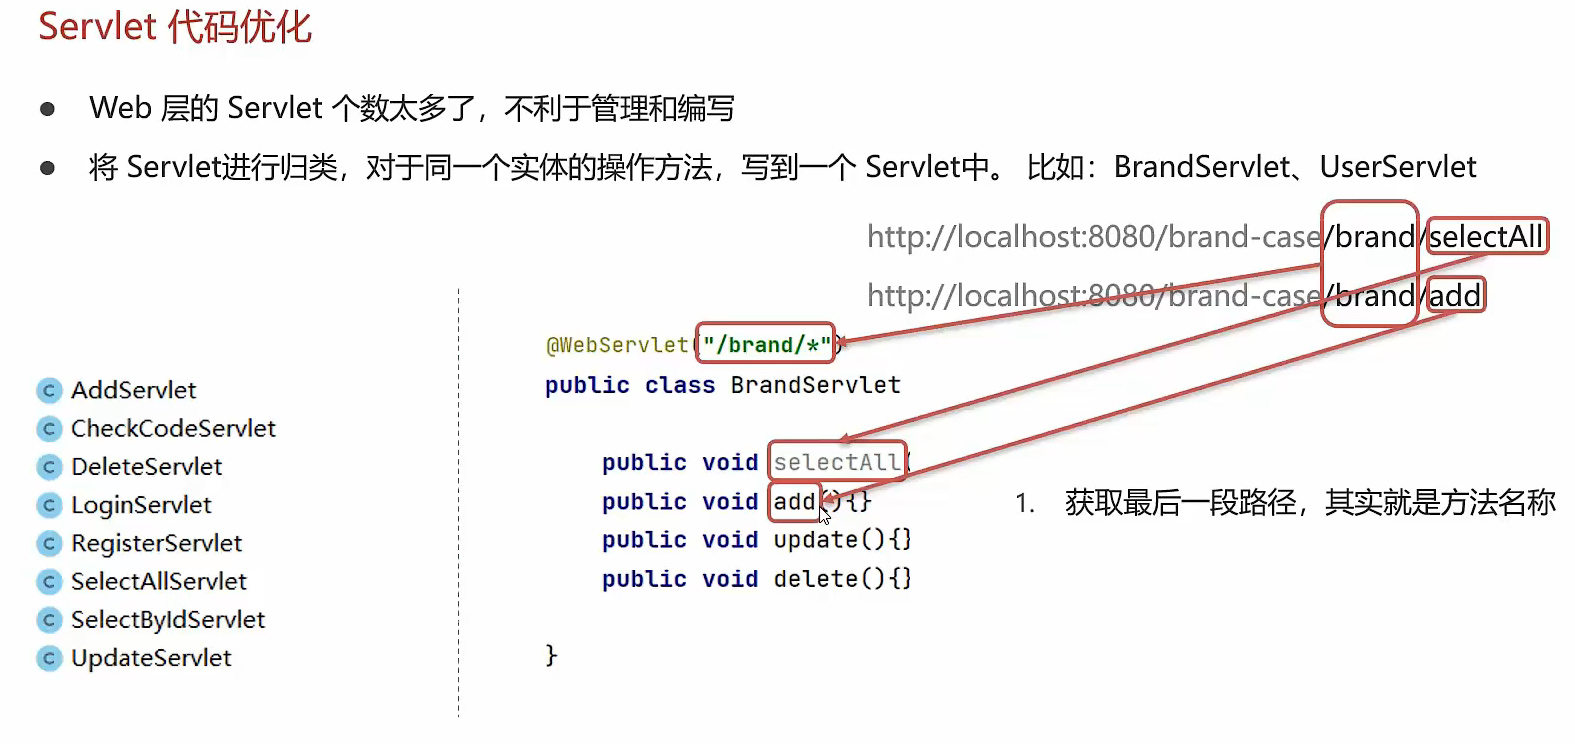 Servlet 代码优化
● Web 层的 Servlet 个数太多了，不利于管理和编写
● 将 Servlet进行归类，对于同一个实体的操作方法，写到一个 Servlet中。 比如：BrandServlet、UserServlet
http://localhost:8080/brand-case/brand/selectAll
http://localhost:8080/brand-case/brand/add
AddServlet
CheckCodeServlet
DeleteServlet
LoginServlet
RegisterServlet
SelectAllServlet
SelectByIdServlet
UpdateServlet
@WebServlet("/brand/*")
public class BrandServlet
public void selectAll(
public void add(){}
public void update(){}
public void delete(){}
}
1. 获取最后一段路径，其实就是方法名称